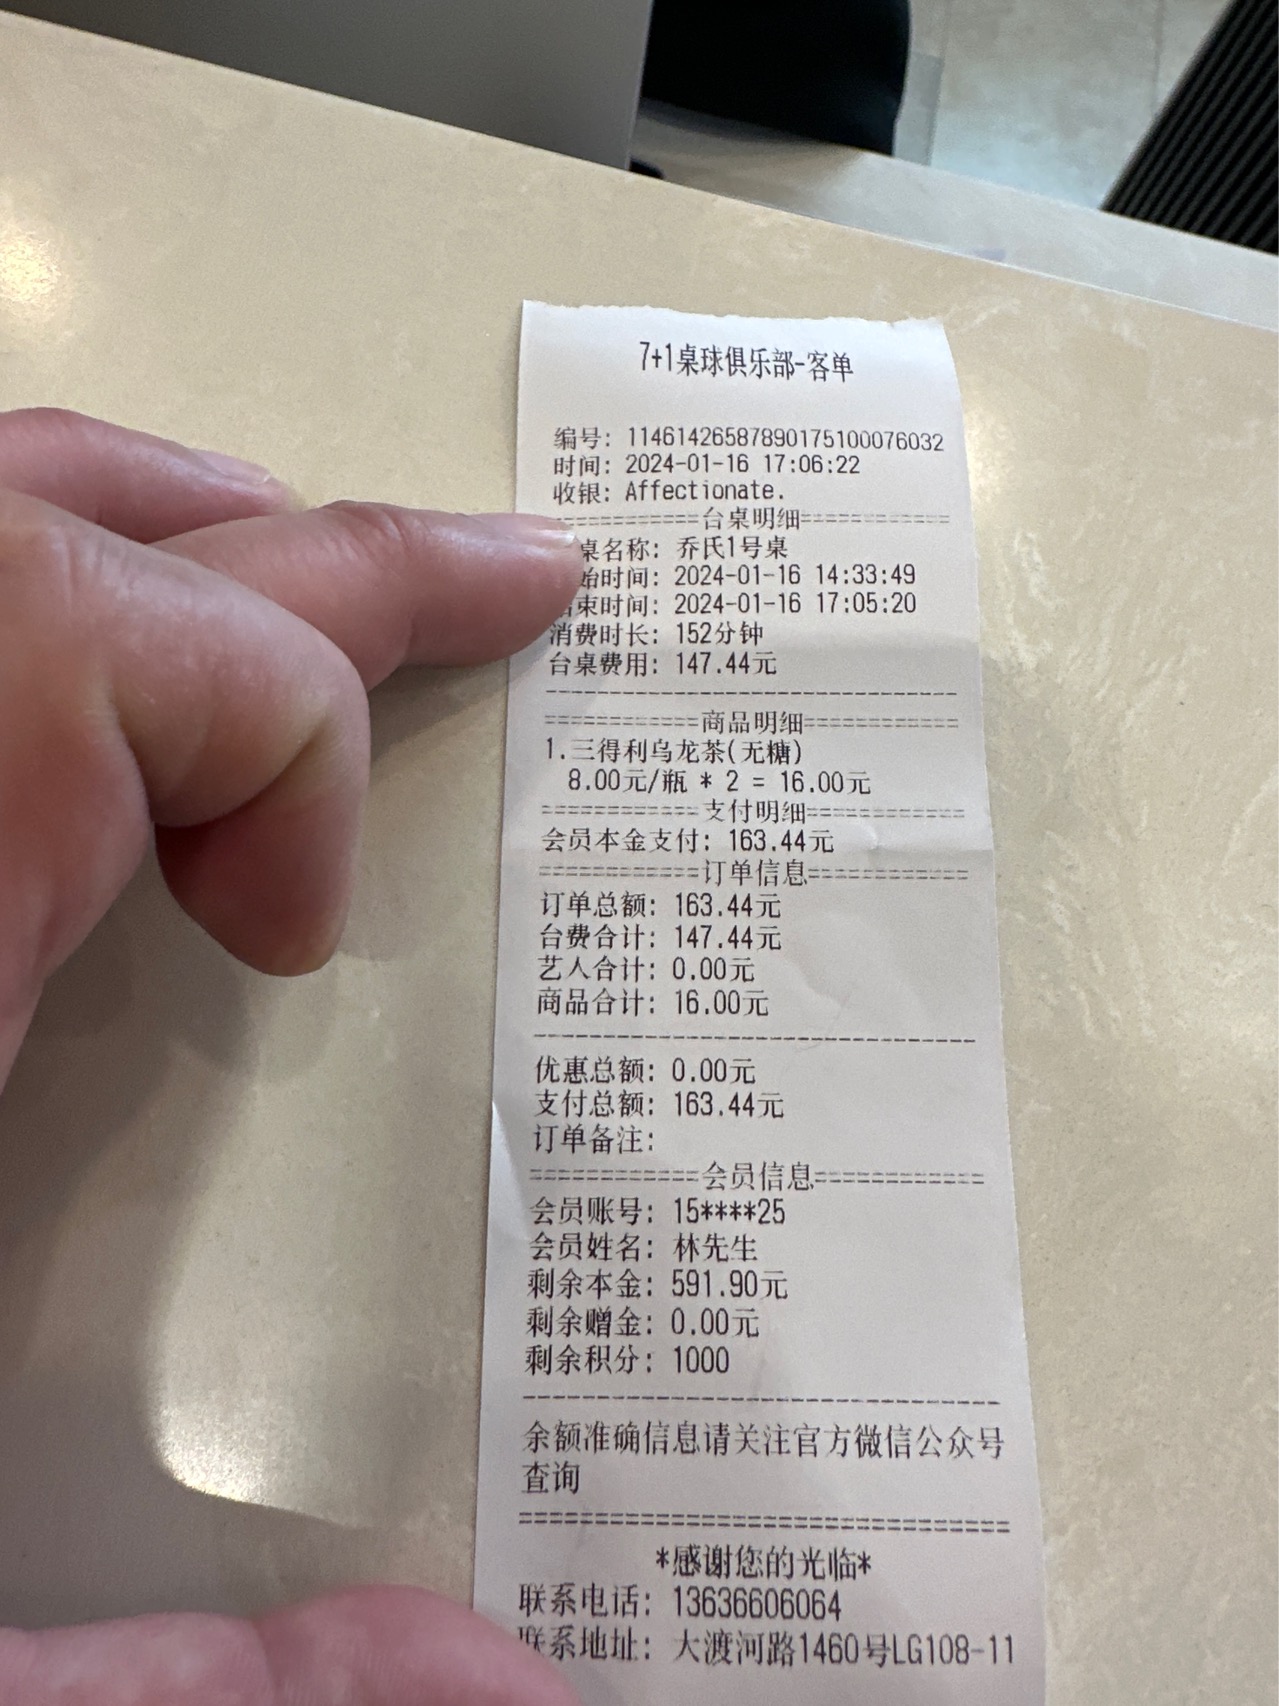 7+1桌球俱乐部-客单
编号: 11461426587890175100076032
时间: 2024-01-16 17:06:22
收银: Affectionate.
===========台桌明细===========
桌名称: 乔氏1号桌
始时间: 2024-01-16 14:33:49
结束时间: 2024-01-16 17:05:20
消费时长: 152分钟
台桌费用: 147.44元
--------------------------------
===========商品明细===========
1.三得利乌龙茶(无糖)
8.00元/瓶 * 2 = 16.00元
===========支付明细===========
会员本金支付: 163.44元
===========订单信息===========
订单总额: 163.44元
台费合计: 147.44元
艺人合计: 0.00元
商品合计: 16.00元
--------------------------------
优惠总额: 0.00元
支付总额: 163.44元
订单备注:
===========会员信息===========
会员账号: 15****25
会员姓名: 林先生
剩余本金: 591.90元
剩余赠金: 0.00元
剩余积分: 1000
--------------------------------
余额准确信息请关注官方微信公众号
查询
================================
*感谢您的光临*
联系电话: 13636606064
联系地址: 大渡河路1460号LG108-11